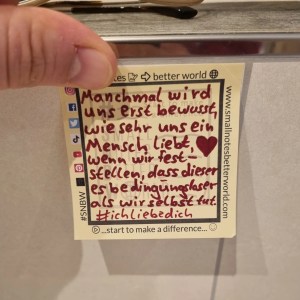 tes ➩ better world
Manchmal wird
uns erst bewusst,
wie sehr uns ein
Mensch liebt,
wenn wir fest-
stellen, dass dieser
es bedingungsloser
als wir selbst tut.
#ichliebedich
...start to make a difference...
#SNBW
www.smallnotesbetterworld.com